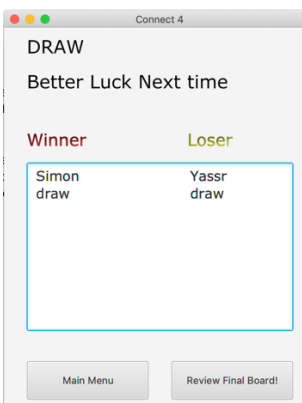 Connect 4
DRAW
Better Luck Next time
Winner Loser
Simon Yassr
draw draw
Main Menu Review Final Board!